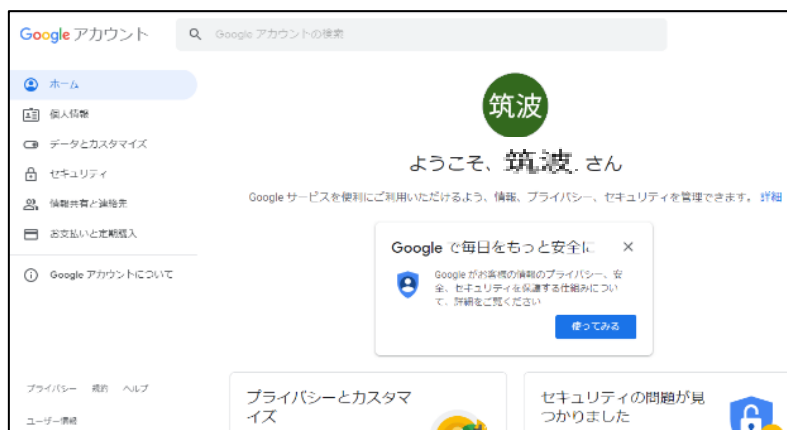 Google アカウント
Google アカウントの検索
ホーム
個人情報
データとカスタマイズ
セキュリティ
情報共有と連絡先
お支払いと定期購入
Google アカウントについて
プライバシー 規約 ヘルプ
ユーザー情報
筑波
ようこそ、筑波 さん
Google サービスを便利にご利用いただけるよう、情報、プライバシー、セキュリティを管理できます。 詳細
Google で毎日をもっと安全に
Google がお客様の情報のプライバシー、安
全、セキュリティを保護する仕組みについ
て、詳細をご覧ください
使ってみる
プライバシーとカスタマ
イズ
セキュリティの問題が見
つかりました